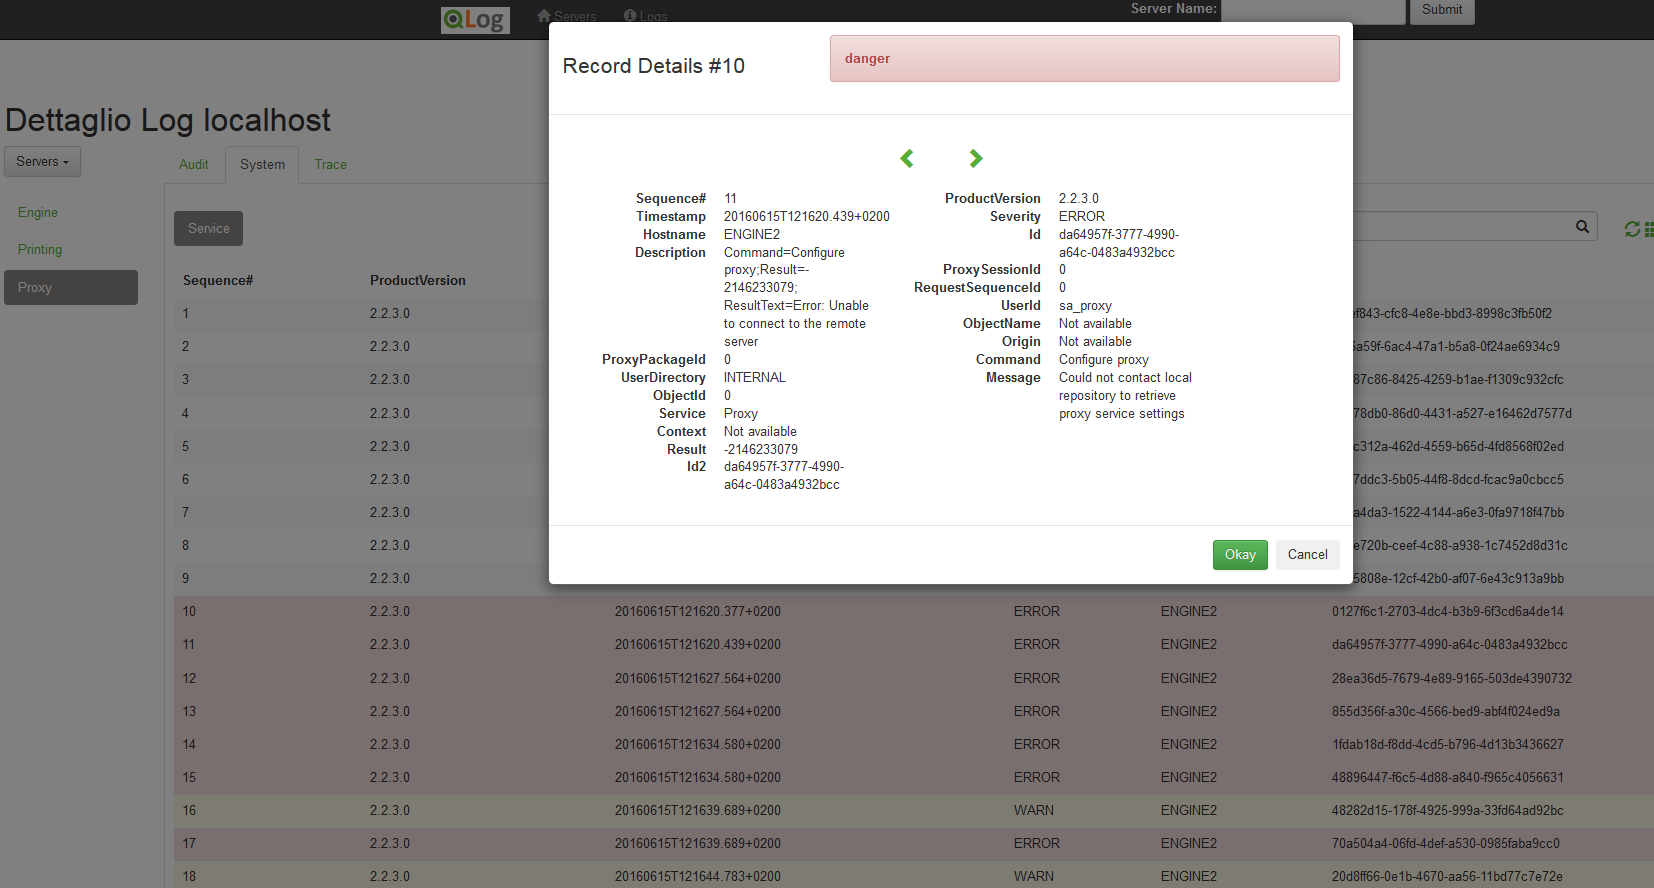 QLog Servers Logs Server Name: Submit
Record Details #10
danger
Dettaglio Log localhost
Servers
Audit System Trace
Engine
Printing
Proxy
Service
Sequence# 11
Timestamp 20160615T121620.439+0200
Hostname ENGINE2
Description Command=Configure
proxy;Result=-
2146233079;
ResultText=Error: Unable
to connect to the remote
server
ProxyPackageId 0
UserDirectory INTERNAL
ObjectId 0
Service Proxy
Context Not available
Result -2146233079
Id2 da64957f-3777-4990-
a64c-0483a4932bcc
ProductVersion 2.2.3.0
Severity ERROR
Id da64957f-3777-4990-
a64c-0483a4932bcc
ProxySessionId 0
RequestSequenceId 0
UserId sa_proxy
ObjectName Not available
Origin Not available
Command Configure proxy
Message Could not contact local
repository to retrieve
proxy service settings
Okay Cancel
Sequence# ProductVersion
1 2.2.3.0 ef843-cfc8-4e8e-bbd3-8998c3fb50f2
2 2.2.3.0 6a59f-6ac4-47a1-b5a8-0f24ae6934c9
3 2.2.3.0 87c86-8425-4259-b1ae-f1309c932cfc
4 2.2.3.0 78db0-86d0-4431-a527-e16462d7577d
5 2.2.3.0 c312a-462d-4559-b65d-4fd8568f02ed
6 2.2.3.0 7ddc3-5b05-44f8-8dcd-fcac9a0cbcc5
7 2.2.3.0 a4da3-1522-4144-a6e3-0fa9718f47bb
8 2.2.3.0 e720b-ceef-4c88-a938-1c7452d8d31c
9 2.2.3.0 5808e-12cf-42b0-af07-6e43c913a9bb
10 2.2.3.0 20160615T121620.377+0200 ERROR ENGINE2 0127f6c1-2703-4dc4-b3b9-6f3cd6a4de14
11 2.2.3.0 20160615T121620.439+0200 ERROR ENGINE2 da64957f-3777-4990-a64c-0483a4932bcc
12 2.2.3.0 20160615T121627.564+0200 ERROR ENGINE2 28ea36d5-7679-4e89-9165-503de4390732
13 2.2.3.0 20160615T121627.564+0200 ERROR ENGINE2 855d356f-a30c-4566-bed9-abf4f024ed9a
14 2.2.3.0 20160615T121634.580+0200 ERROR ENGINE2 1fdab18d-f8dd-4cd5-b796-4d13b3436627
15 2.2.3.0 20160615T121634.580+0200 ERROR ENGINE2 48896447-f6c5-4d88-a840-f965c4056631
16 2.2.3.0 20160615T121639.689+0200 WARN ENGINE2 48282d15-178f-4925-999a-33fd64ad92bc
17 2.2.3.0 20160615T121639.689+0200 ERROR ENGINE2 70a504a4-06fd-4def-a530-0985faba9cc0
18 2.2.3.0 20160615T121644.783+0200 WARN ENGINE2 20d8ff66-0e1b-4670-aa56-11bd77c7e72e